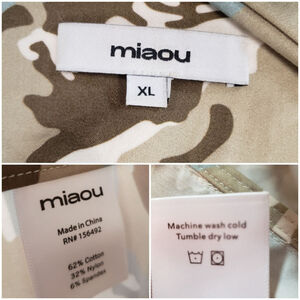 miaou
XL
miaou
Made in China
RN# 156492
62% Cotton
32% Nylon
6% Spandex
Machine wash cold
Tumble dry low